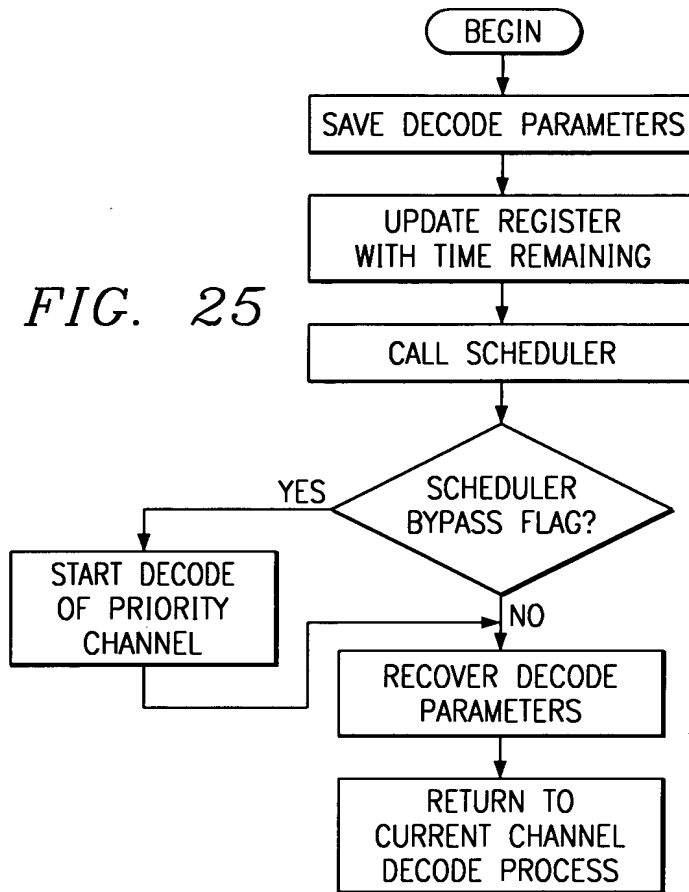 BEGIN
SAVE DECODE PARAMETERS
UPDATE REGISTER
WITH TIME REMAINING
FIG. 25
CALL SCHEDULER
YES
SCHEDULER
BYPASS FLAG?
START DECODE
OF PRIORITY
CHANNEL
NO
RECOVER DECODE
PARAMETERS
RETURN TO
CURRENT CHANNEL
DECODE PROCESS